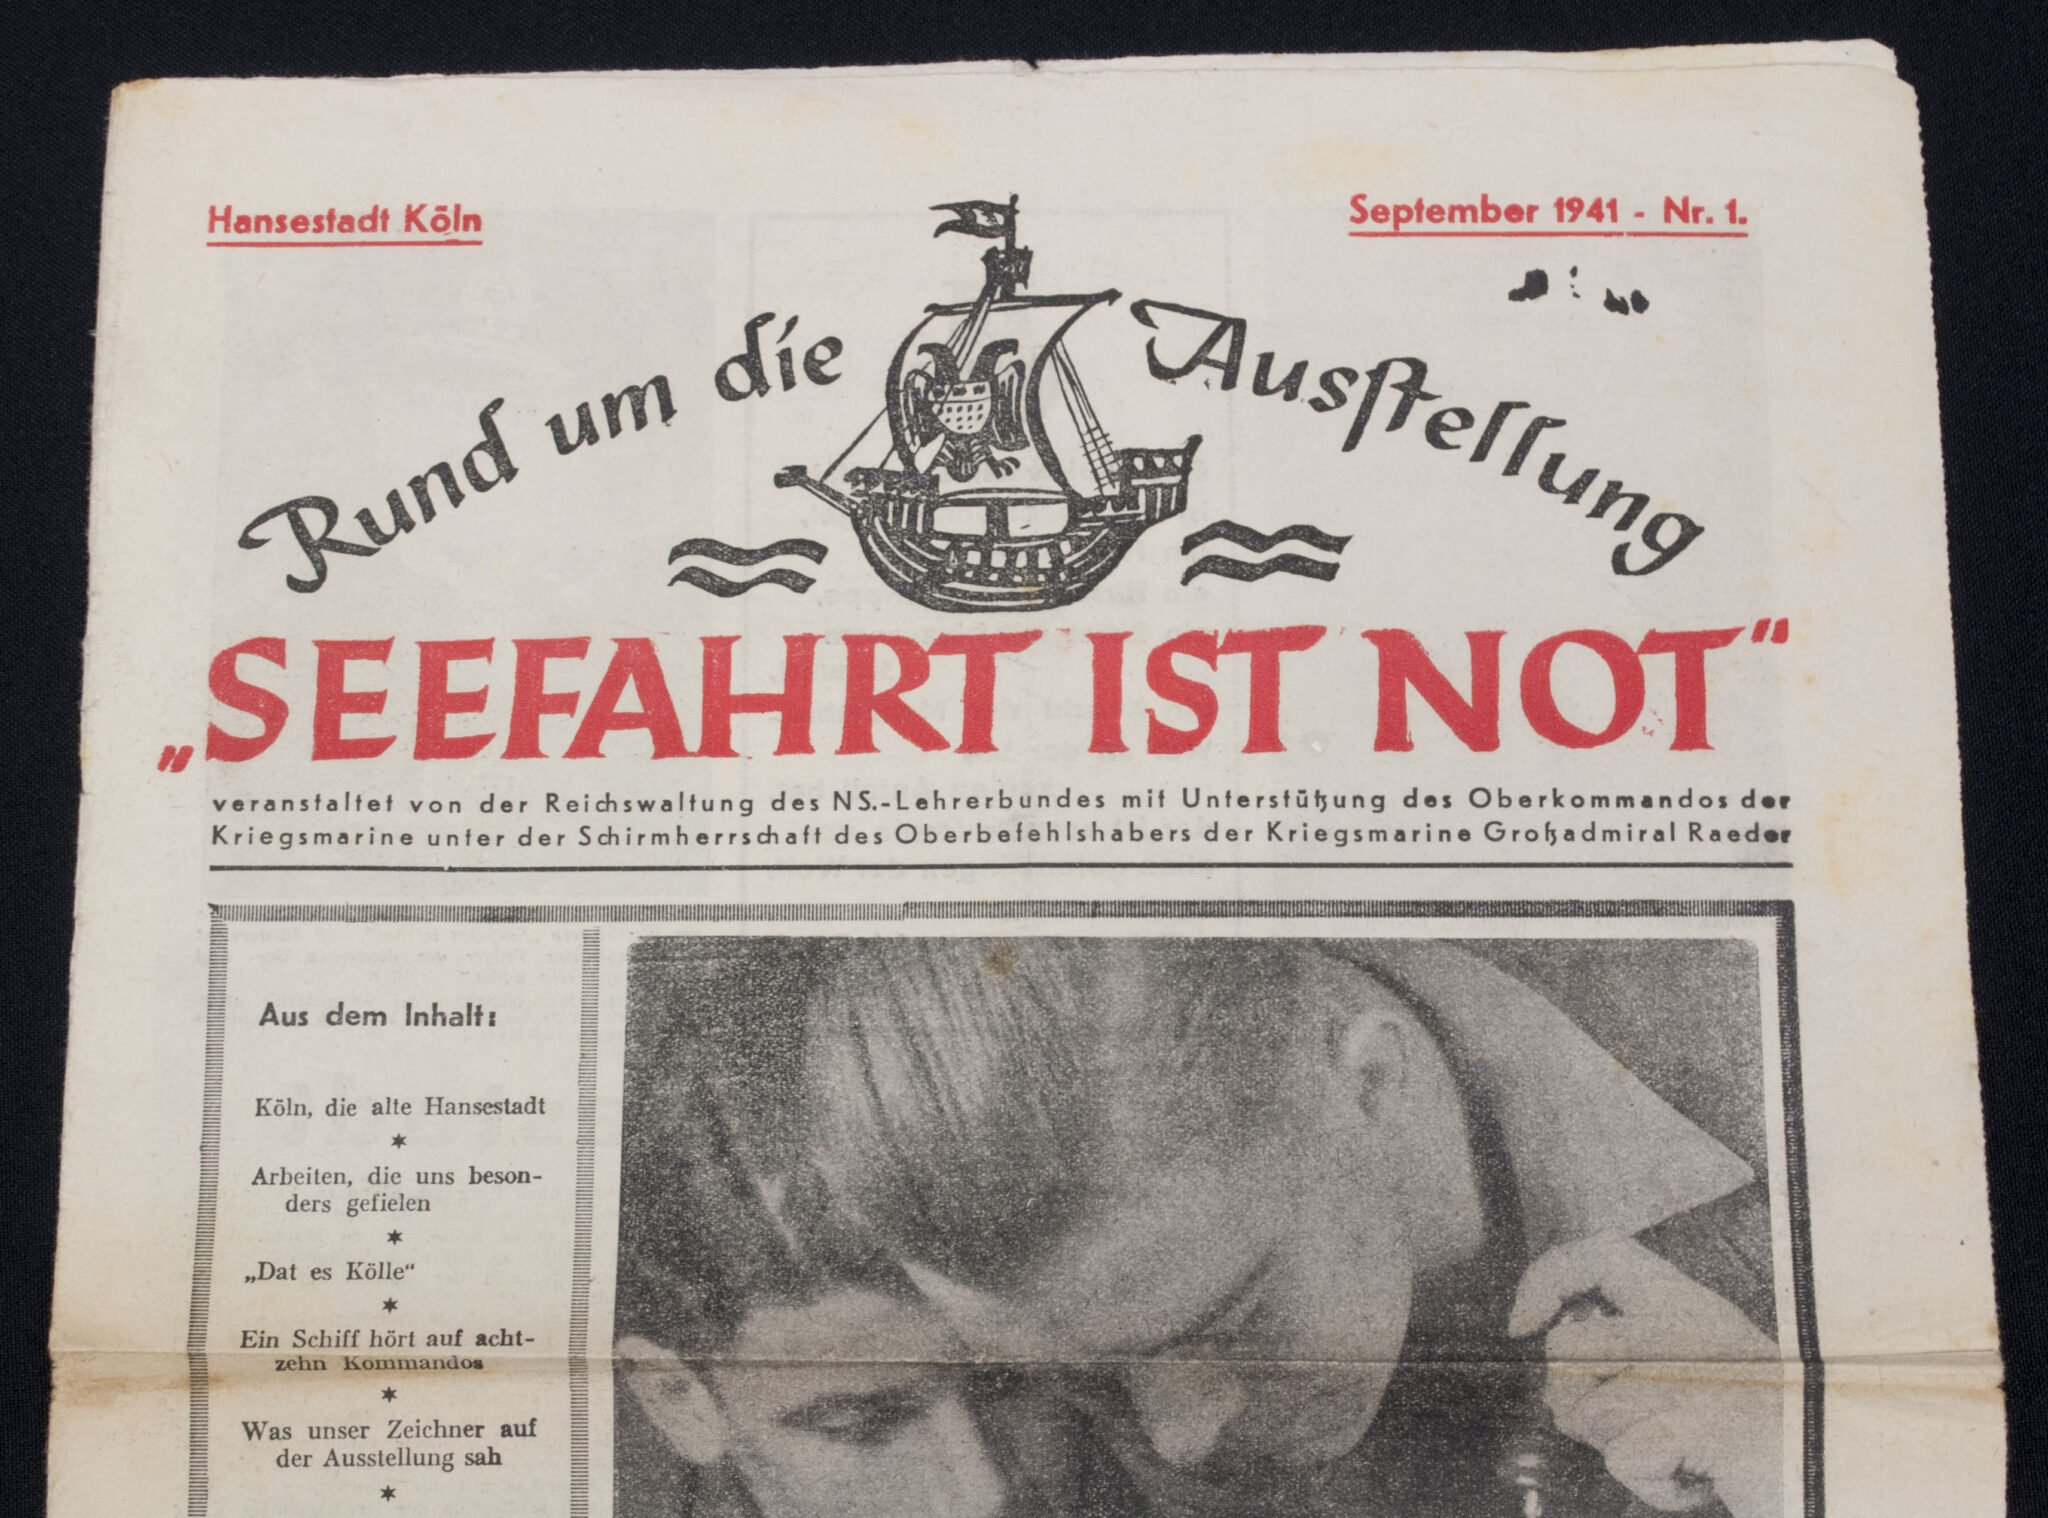 Hansestadt Köln
September 1941 - Nr. 1.
Rund um die Ausstellung
„SEEFAHRT IST NOT"
veranstaltet von der Reichswaltung des NS.-Lehrerbundes mit Unterstützung des Oberkommandos der
Kriegsmarine unter der Schirmherrschaft des Oberbefehlshabers der Kriegsmarine Großadmiral Raeder
Aus dem Inhalt:
Köln, die alte Hansestadt
Arbeiten, die uns beson-
ders gefielen
„Dat es Kölle“
Ein Schiff hört auf acht-
zehn Kommandos
Was unser Zeichner auf
der Ausstellung sah